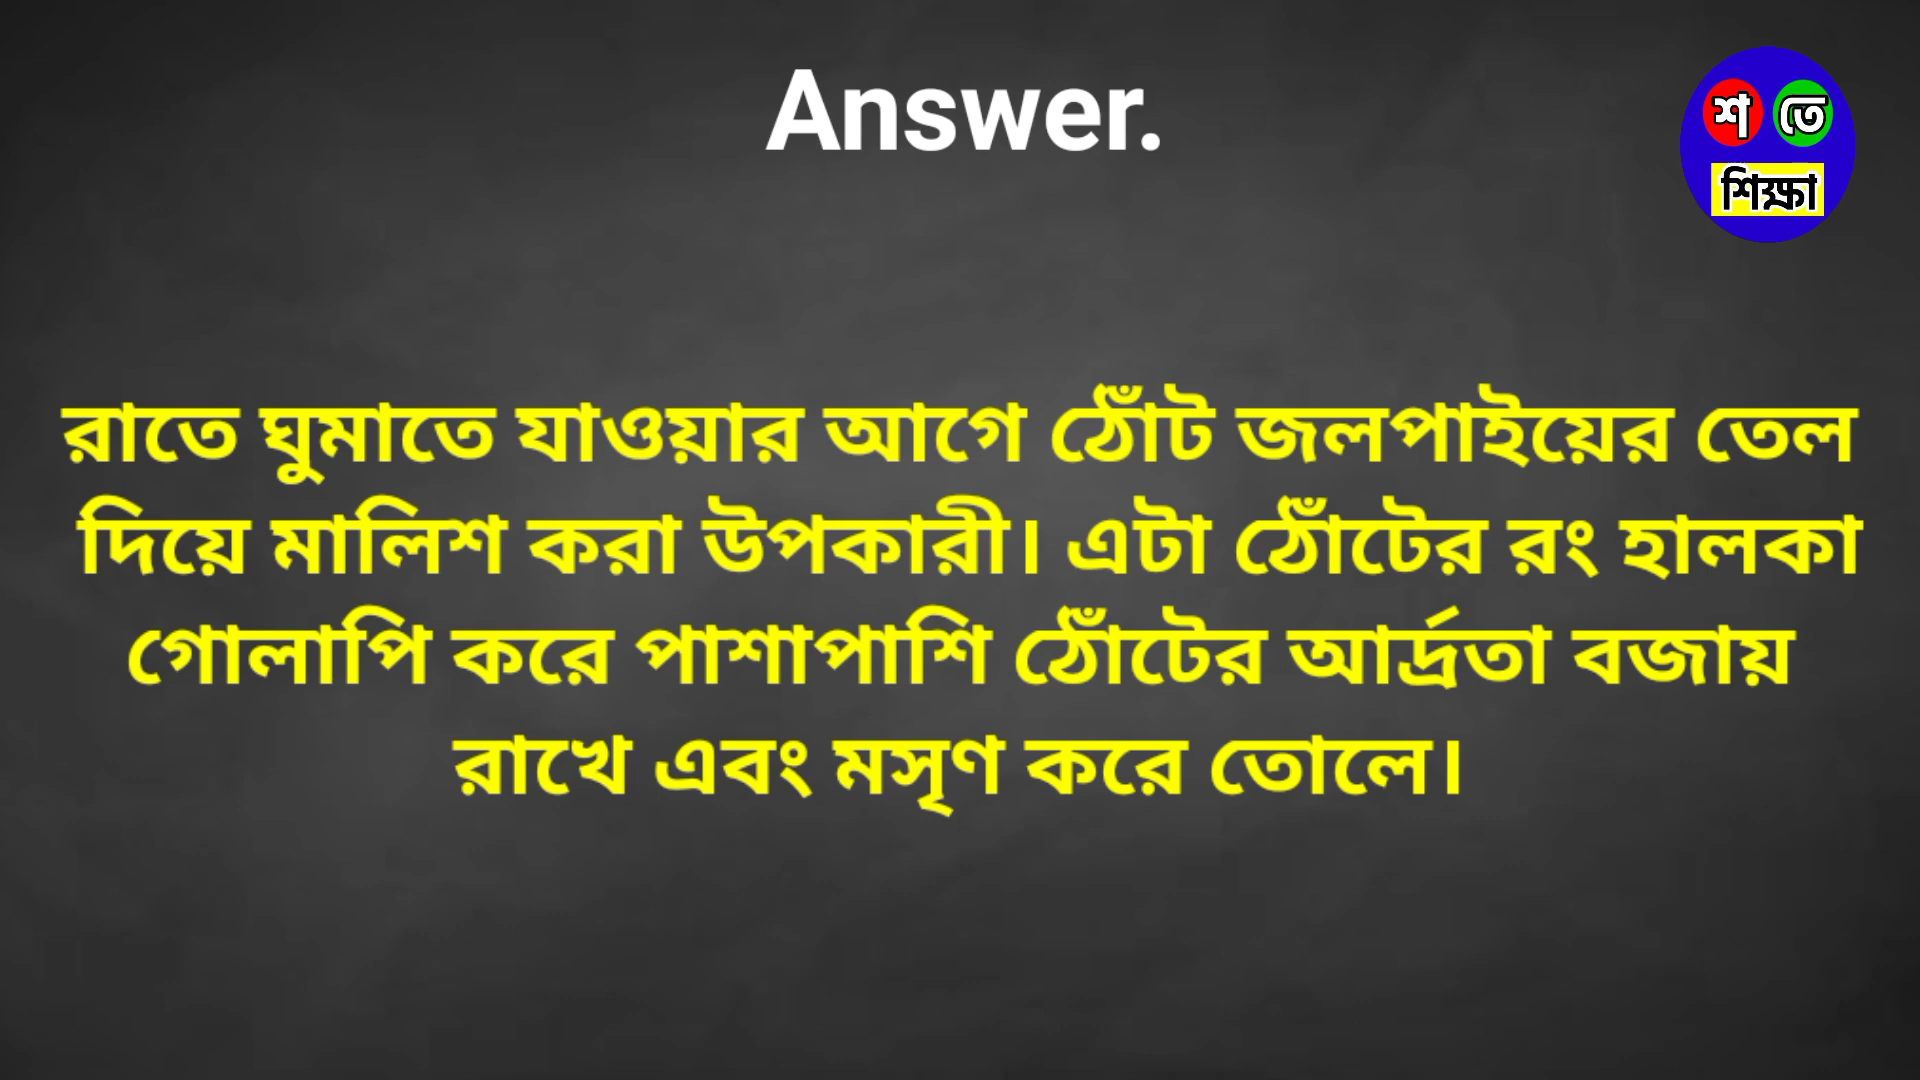 Answer.
শ তে
শিক্ষা
রাতে ঘুমাতে যাওয়ার আগে ঠোঁট জলপাইয়ের তেল
দিয়ে মালিশ করা উপকারী। এটা ঠোঁটের রং হালকা
গোলাপি করে পাশাপাশি ঠোঁটের আর্দ্রতা বজায়
রাখে এবং মসৃণ করে তোলে।